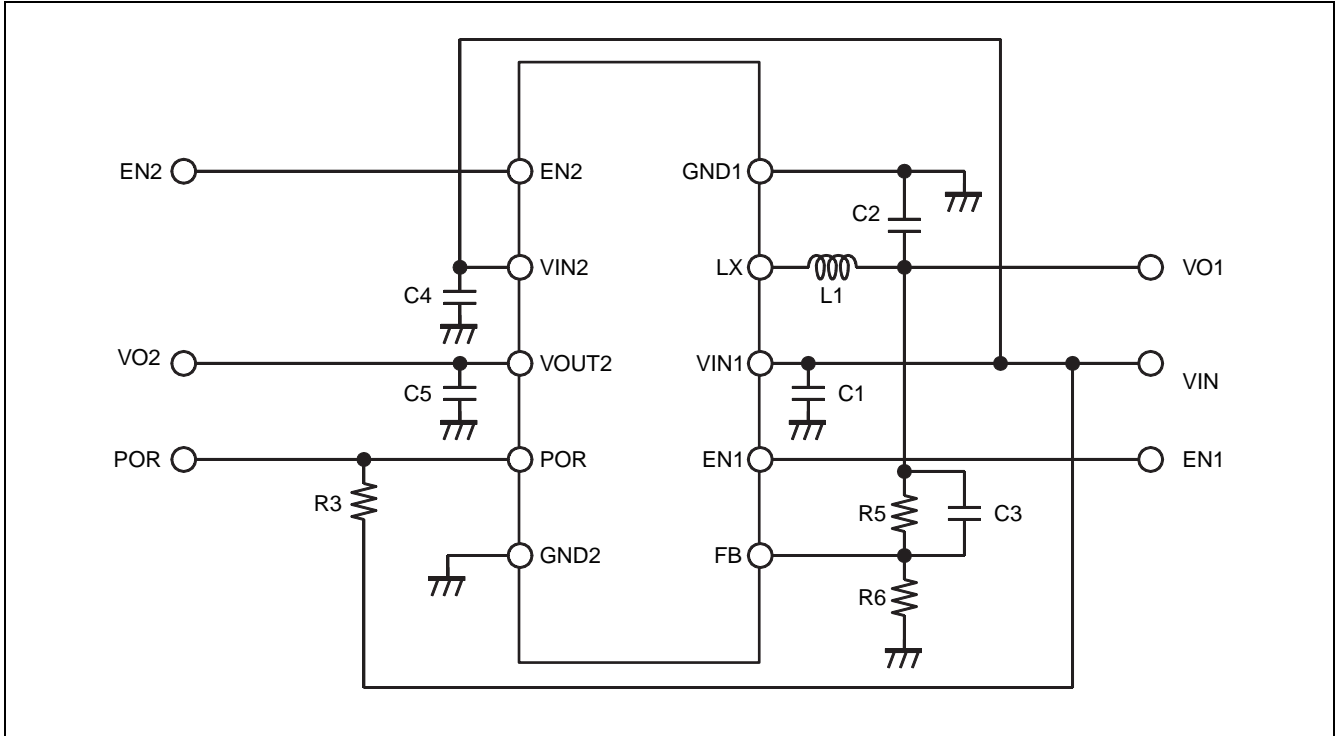 EN2
EN2
GND1
C2
VIN2
LX
VO1
C4
L1
VO2
VOUT2
VIN1
VIN
C5
C1
POR
POR
EN1
EN1
R3
R5
C3
GND2
FB
R6